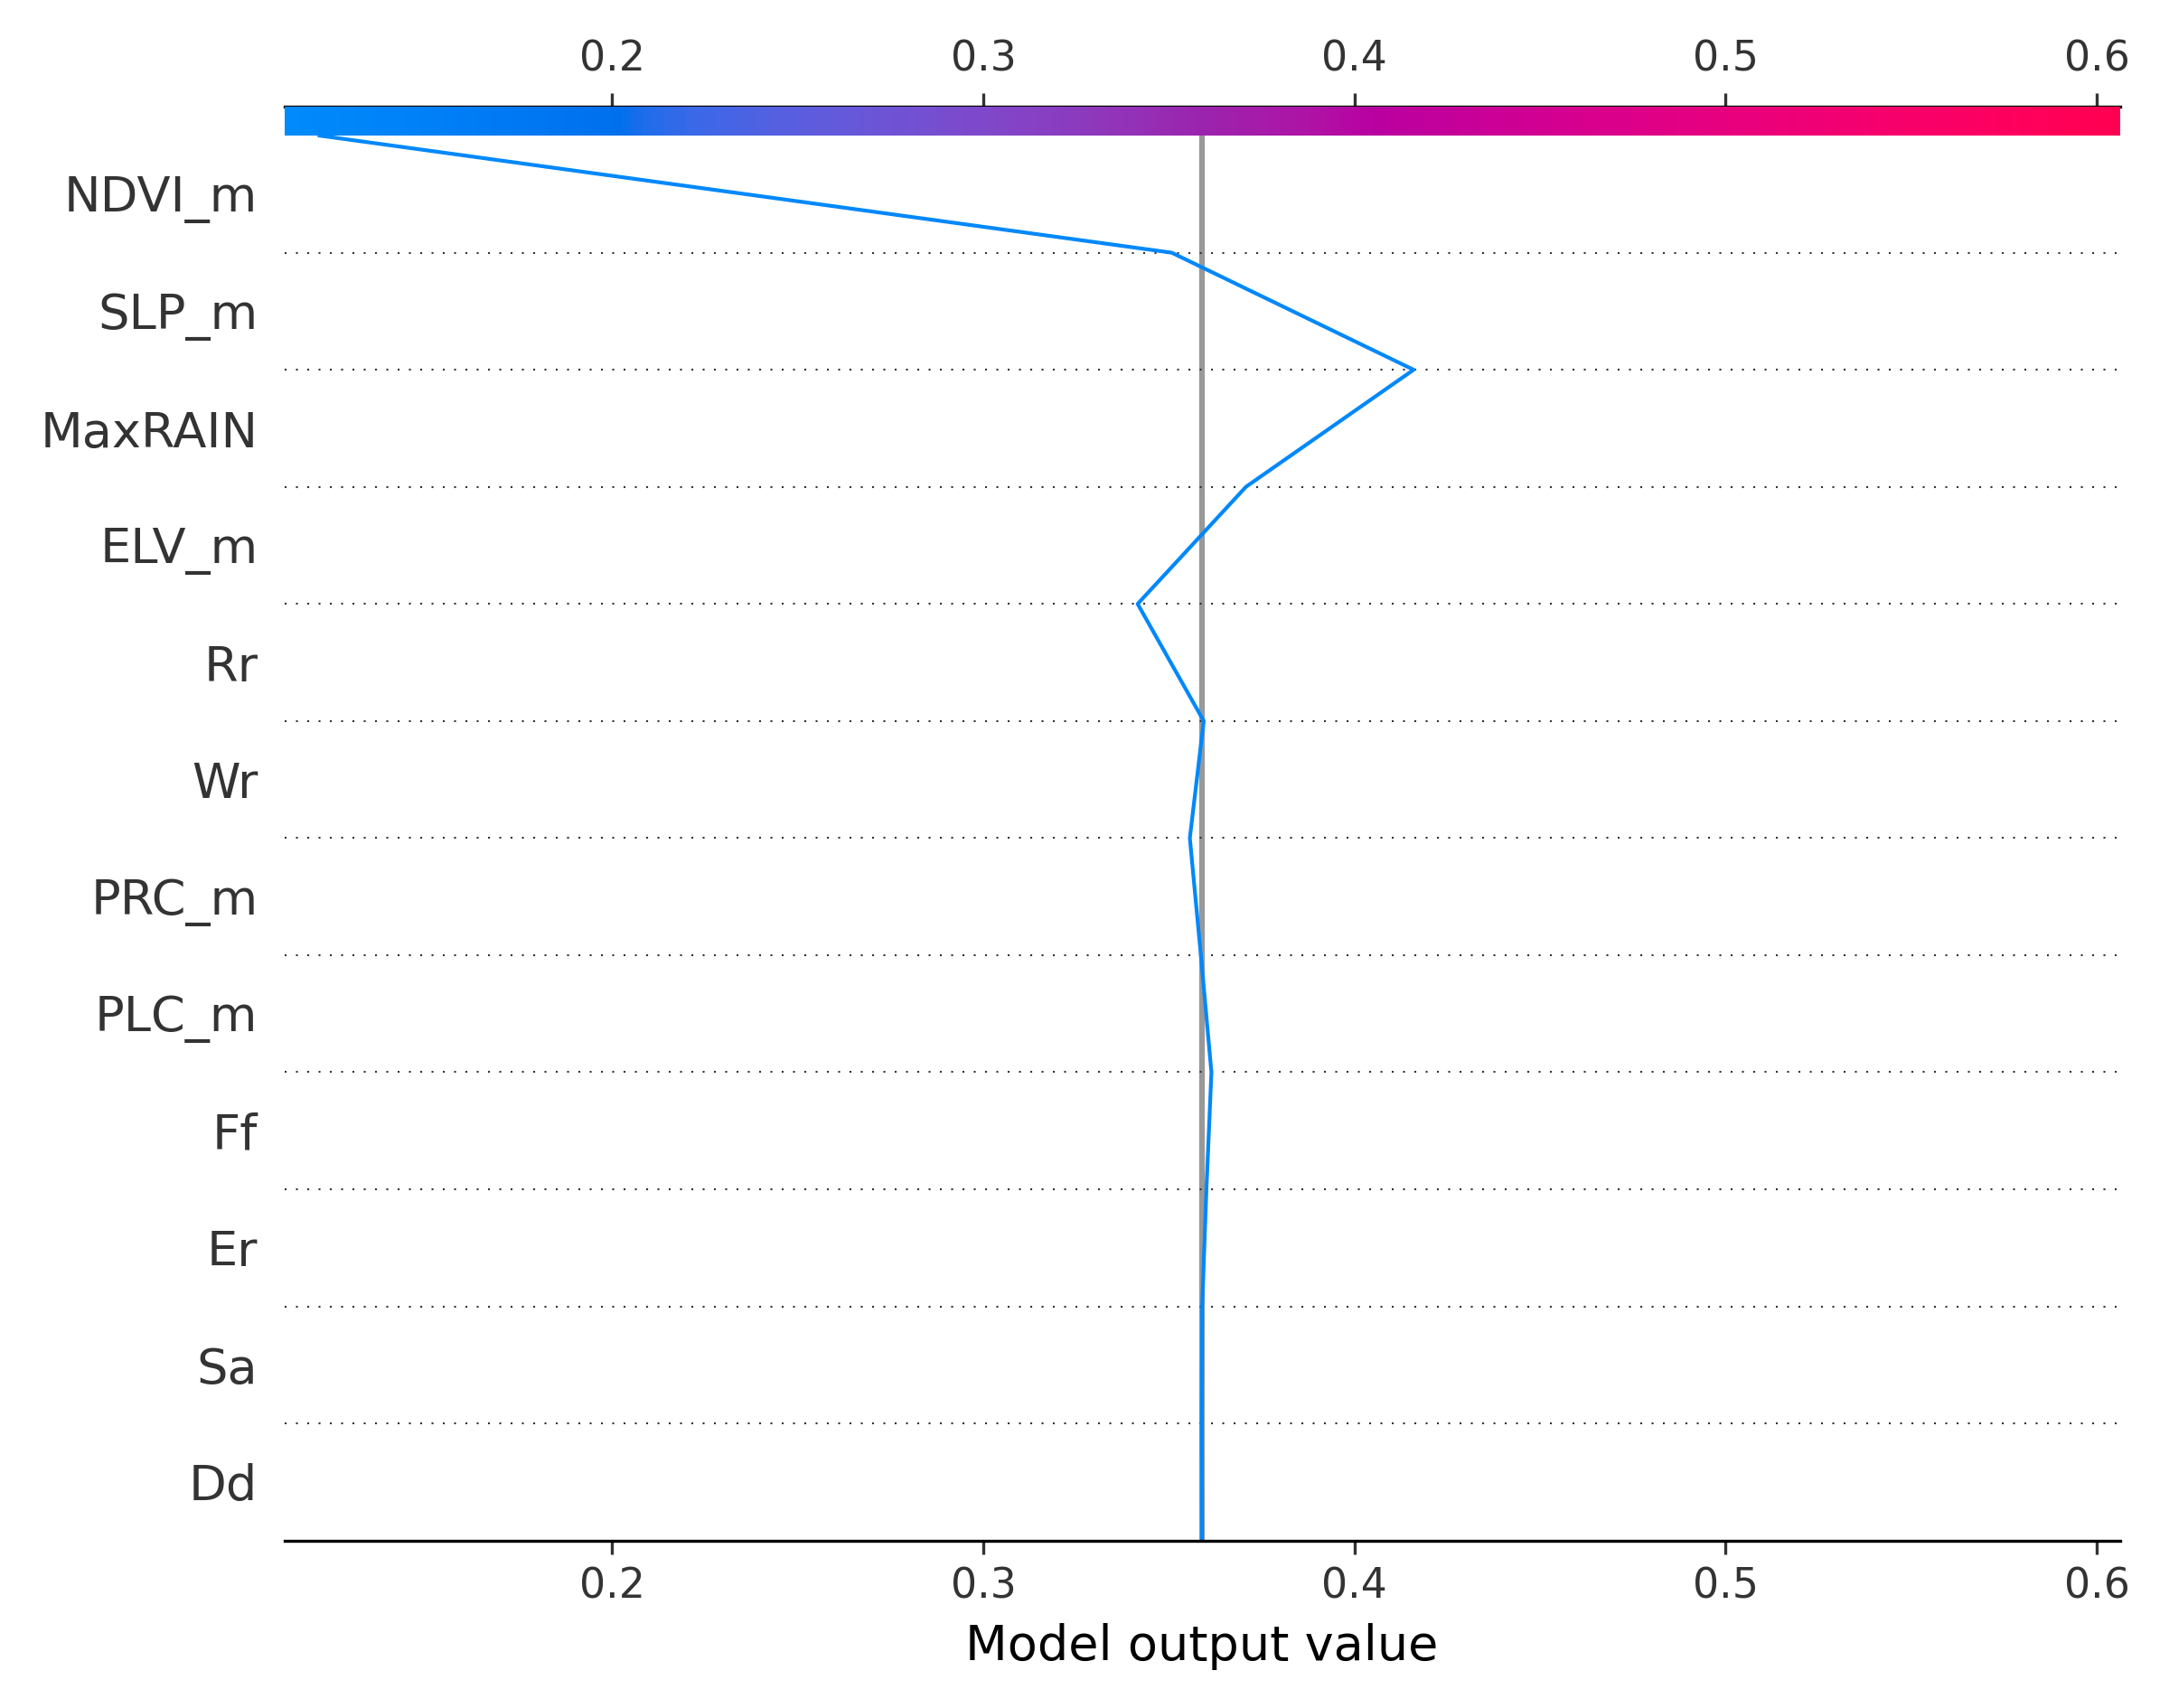 0.2 0.3 0.4 0.5 0.6
NDVI_m
SLP_m
MaxRAIN
ELV_m
Rr
Wr
PRC_m
PLC_m
Ff
Er
Sa
Dd
0.2 0.3 0.4 0.5 0.6
Model output value